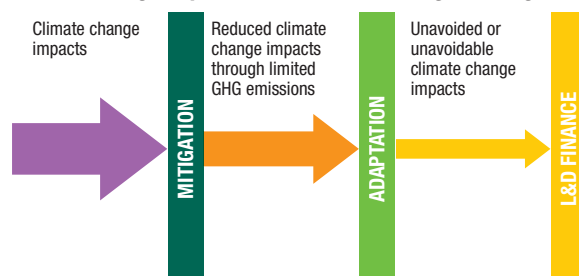 Climate change
impacts
Reduced climate
change impacts
through limited
GHG emissions
Unavoided or
unavoidable
climate change
impacts
MITIGATION
ADAPTATION
L&D FINANCE